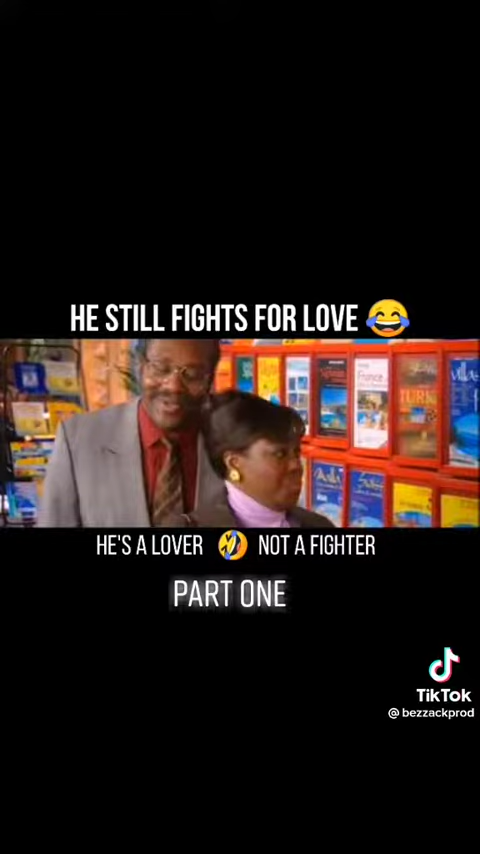 HE STILL FIGHTS FOR LOVE 😂
France
TURK
HE'S A LOVER 🤣 NOT A FIGHTER
PART ONE
TikTok
@bezzackprod